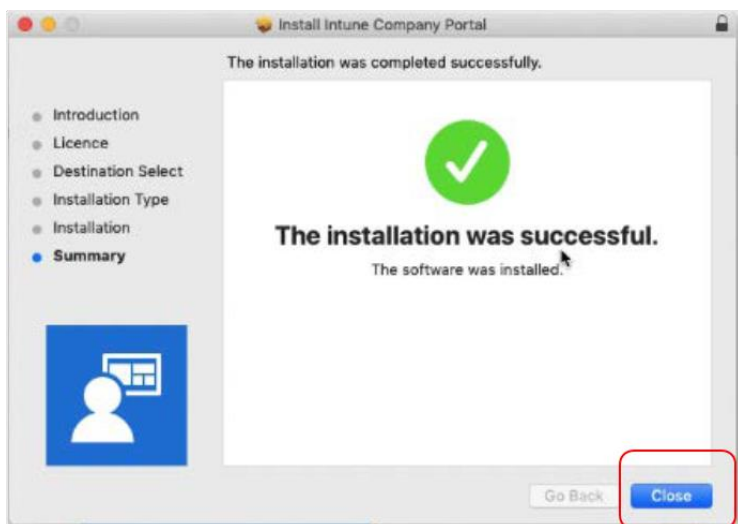 Install Intune Company Portal
The installation was completed successfully.
Introduction
Licence
Destination Select
Installation Type
Installation
Summary
The installation was successful.
The software was installed.
Go Back
Close